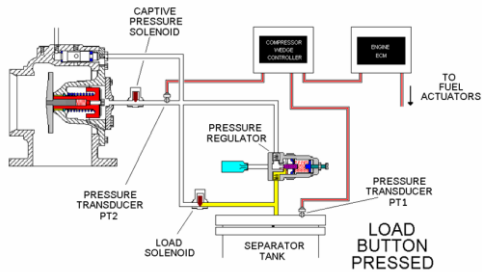 CAPTIVE
PRESSURE
SOLENOID
COMPRESSOR
WEDGE
CONTROLLER
ENGINE
ECM
TO
FUEL
ACTUATORS
PRESSURE
REGULATOR
PRESSURE
TRANSDUCER
PT2
PRESSURE
TRANSDUCER
PT1
LOAD
SOLENOID
SEPARATOR
TANK
LOAD
BUTTON
PRESSED